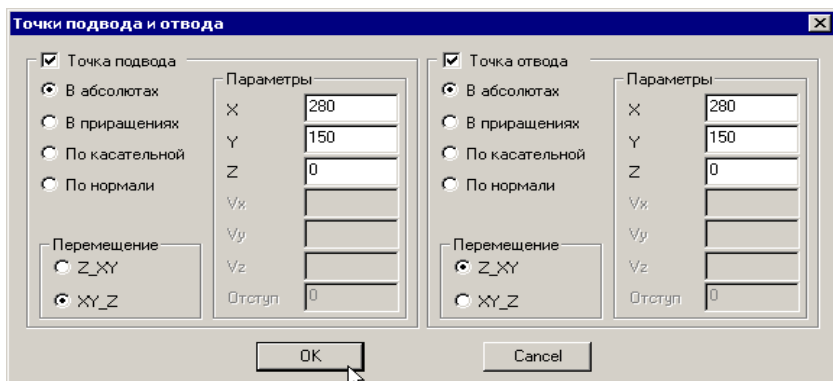 Точки подвода и отвода
Точка подвода
В абсолютах
В приращениях
По касательной
По нормали
Перемещение
Z_XY
XY_Z
Параметры
X 280
Y 150
Z 0
Vx
Vy
Vz
Отступ 0
Точка отвода
В абсолютах
В приращениях
По касательной
По нормали
Перемещение
Z_XY
XY_Z
Параметры
X 280
Y 150
Z 0
Vx
Vy
Vz
Отступ 0
OK
Cancel